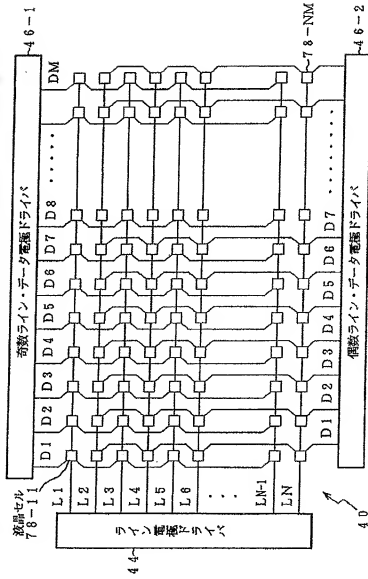 46-1
奇数ライン・データ電極ドライバ
液晶セル
78-11
D1 D2 D3 D4 D5 D6 D7 D8 ・・・・・・ DM
L1
L2
L3
L4
L5
L6
・・・
LN-1
LN
44
ライン電極ドライバ
78-NM
D1 D2 D3 D4 D5 D6 D7 ・・・・・・・
偶数ライン・データ電極ドライバ
46-2
40